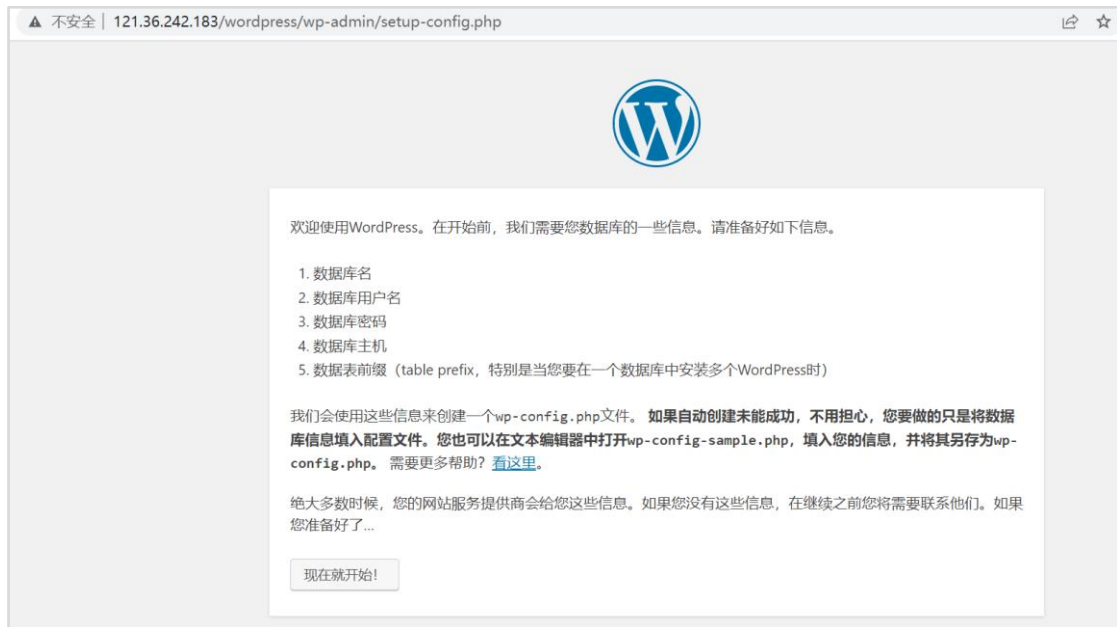 不安全 | 121.36.242.183/wordpress/wp-admin/setup-config.php
欢迎使用WordPress。在开始前，我们需要您数据库的一些信息。请准备好如下信息。
1. 数据库名
2. 数据库用户名
3. 数据库密码
4. 数据库主机
5. 数据表前缀（table prefix，特别是当您要在一个数据库中安装多个WordPress时）
我们会使用这些信息来创建一个wp-config.php文件。 如果自动创建未能成功，不用担心，您要做的只是将数据
库信息填入配置文件。您也可以在文本编辑器中打开wp-config-sample.php，填入您的信息，并将其另存为wp-
config.php。 需要更多帮助？看这里。
绝大多数时候，您的网站服务提供商会给您这些信息。如果您没有这些信息，在继续之前您将需要联系他们。如果
您准备好了...
现在就开始！